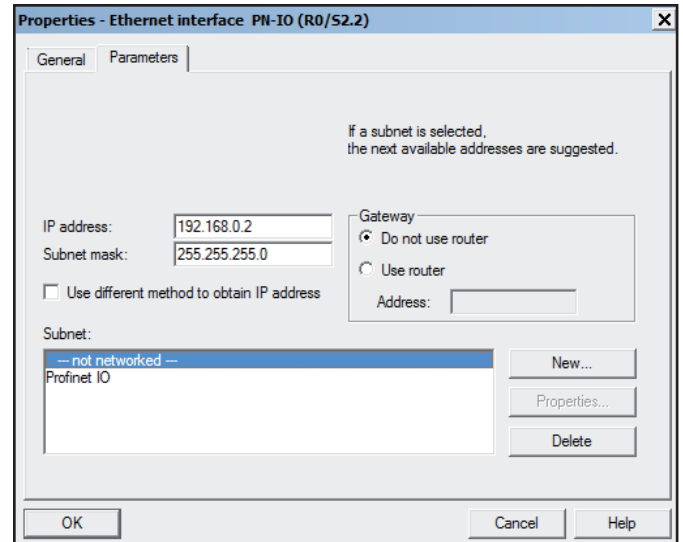 Properties - Ethernet interface PN-IO (R0/S2.2)
General Parameters
If a subnet is selected,
the next available addresses are suggested.
IP address: 192.168.0.2
Subnet mask: 255.255.255.0
Use different method to obtain IP address
Gateway
Do not use router
Use router
Address:
Subnet:
--- not networked ---
Profinet IO
New...
Properties...
Delete
OK Cancel Help